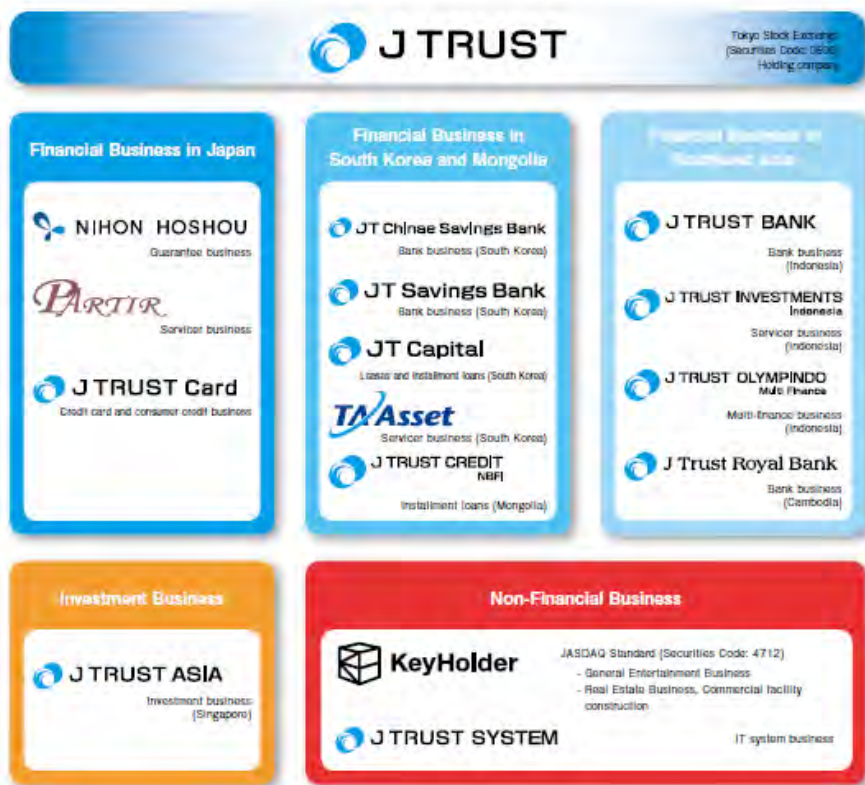 J TRUST
Tokyo Stock Exchange
(Securities Code:
Holding company
Financial Business in Japan
NIHON HOSHOU
Guarantee business
PARTIR
Servicer business
J TRUST Card
Credit card and consumer credit business
Financial Business in
South Korea and Mongolia
JT Chinae Savings Bank
Bank business (South Korea)
JT Savings Bank
Bank business (South Korea)
JT Capital
Leases and installment loans (South Korea)
TA Asset
Servicer business (South Korea)
J TRUST CREDIT
NBFI
Installment loans (Mongolia)
Financial Business in
Southeast Asia
J TRUST BANK
Bank business
(Indonesia)
J TRUST INVESTMENTS
Indonesia
Servicer business
(Indonesia)
J TRUST OLYMPINDO
Multi Finance
Multi-finance business
(Indonesia)
J Trust Royal Bank
Bank business
(Cambodia)
Investment Business
J TRUST ASIA
Investment business
(Singapore)
Non-Financial Business
KeyHolder
JASDAQ Standard (Securities Code: 4712)
- General Entertainment Business
- Real Estate Business, Commercial facility
construction
J TRUST SYSTEM
IT system business